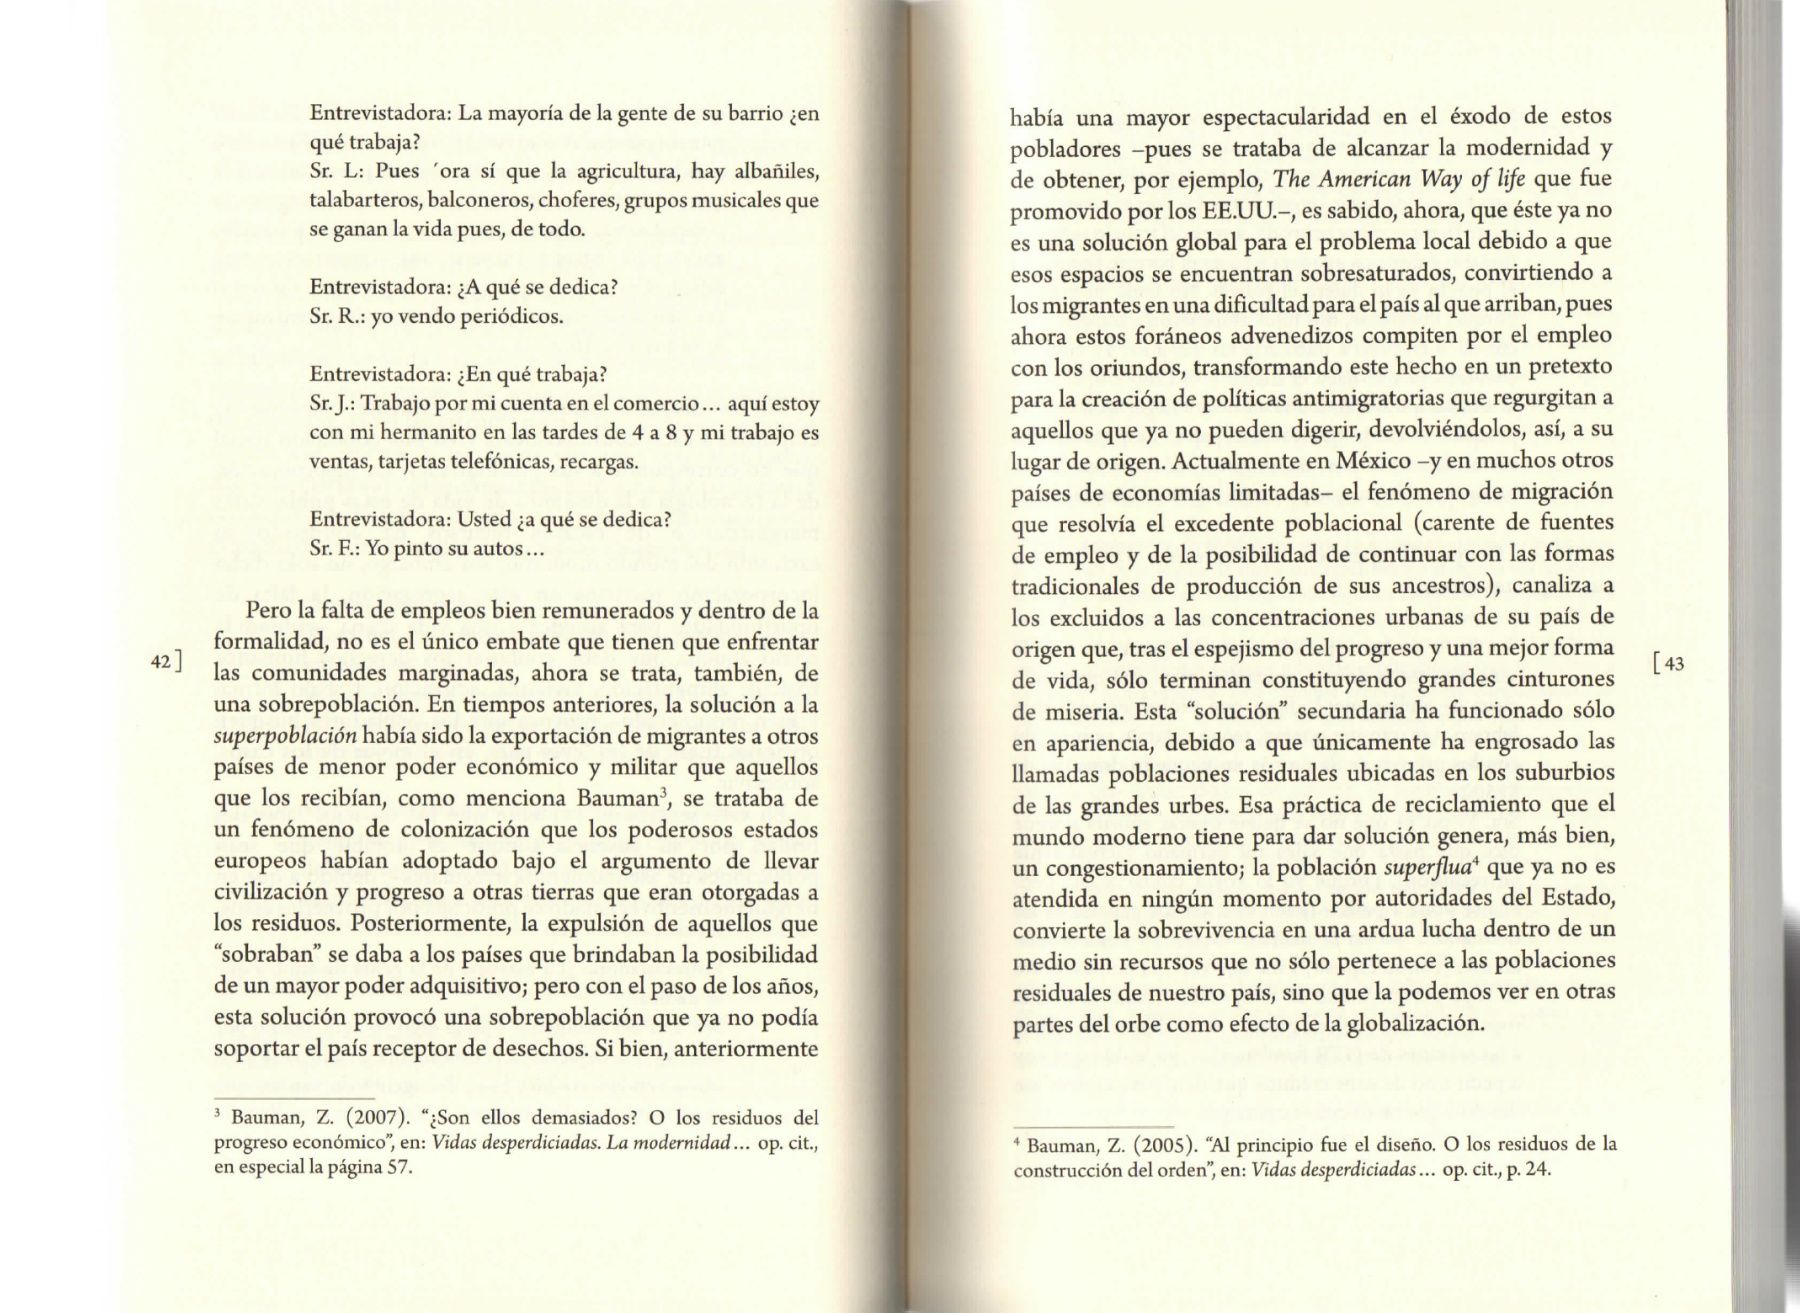 Entrevistadora: La mayoría de la gente de su barrio ¿en
qué trabaja?
Sr. L: Pues ´ora sí que la agricultura, hay albañiles,
talabarteros, balconeros, choferes, grupos musicales que
se ganan la vida pues, de todo.
Entrevistadora: ¿A qué se dedica?
Sr. R.: yo vendo periódicos.
Entrevistadora: ¿En qué trabaja?
Sr. J.: Trabajo por mi cuenta en el comercio... aquí estoy
con mi hermanito en las tardes de 4 a 8 y mi trabajo es
ventas, tarjetas telefónicas, recargas.
Entrevistadora: Usted ¿a qué se dedica?
Sr. F.: Yo pinto su autos...
Pero la falta de empleos bien remunerados y dentro de la
formalidad, no es el único embate que tienen que enfrentar
las comunidades marginadas, ahora se trata, también, de
una sobrepoblación. En tiempos anteriores, la solución a la
superpoblación había sido la exportación de migrantes a otros
países de menor poder económico y militar que aquellos
que los recibían, como menciona Bauman³, se trataba de
un fenómeno de colonización que los poderosos estados
europeos habían adoptado bajo el argumento de llevar
civilización y progreso a otras tierras que eran otorgadas a
los residuos. Posteriormente, la expulsión de aquellos que
“sobraban” se daba a los países que brindaban la posibilidad
de un mayor poder adquisitivo; pero con el paso de los años,
esta solución provocó una sobrepoblación que ya no podía
soportar el país receptor de desechos. Si bien, anteriormente
42]
³ Bauman, Z. (2007). “¿Son ellos demasiados? O los residuos del
progreso económico”, en: Vidas desperdiciadas. La modernidad... op. cit.,
en especial la página 57.
había una mayor espectacularidad en el éxodo de estos
pobladores –pues se trataba de alcanzar la modernidad y
de obtener, por ejemplo, The American Way of life que fue
promovido por los EE.UU.–, es sabido, ahora, que éste ya no
es una solución global para el problema local debido a que
esos espacios se encuentran sobresaturados, convirtiendo a
los migrantes en una dificultad para el país al que arriban, pues
ahora estos foráneos advenedizos compiten por el empleo
con los oriundos, transformando este hecho en un pretexto
para la creación de políticas antimigratorias que regurgitan a
aquellos que ya no pueden digerir, devolviéndolos, así, a su
lugar de origen. Actualmente en México –y en muchos otros
países de economías limitadas– el fenómeno de migración
que resolvía el excedente poblacional (carente de fuentes
de empleo y de la posibilidad de continuar con las formas
tradicionales de producción de sus ancestros), canaliza a
los excluidos a las concentraciones urbanas de su país de
origen que, tras el espejismo del progreso y una mejor forma
de vida, sólo terminan constituyendo grandes cinturones
de miseria. Esta “solución” secundaria ha funcionado sólo
en apariencia, debido a que únicamente ha engrosado las
llamadas poblaciones residuales ubicadas en los suburbios
de las grandes urbes. Esa práctica de reciclamiento que el
mundo moderno tiene para dar solución genera, más bien,
un congestionamiento; la población superflua⁴ que ya no es
atendida en ningún momento por autoridades del Estado,
convierte la sobrevivencia en una ardua lucha dentro de un
medio sin recursos que no sólo pertenece a las poblaciones
residuales de nuestro país, sino que la podemos ver en otras
partes del orbe como efecto de la globalización.
[43
⁴ Bauman, Z. (2005). “Al principio fue el diseño. O los residuos de la
construcción del orden”, en: Vidas desperdiciadas... op. cit., p. 24.